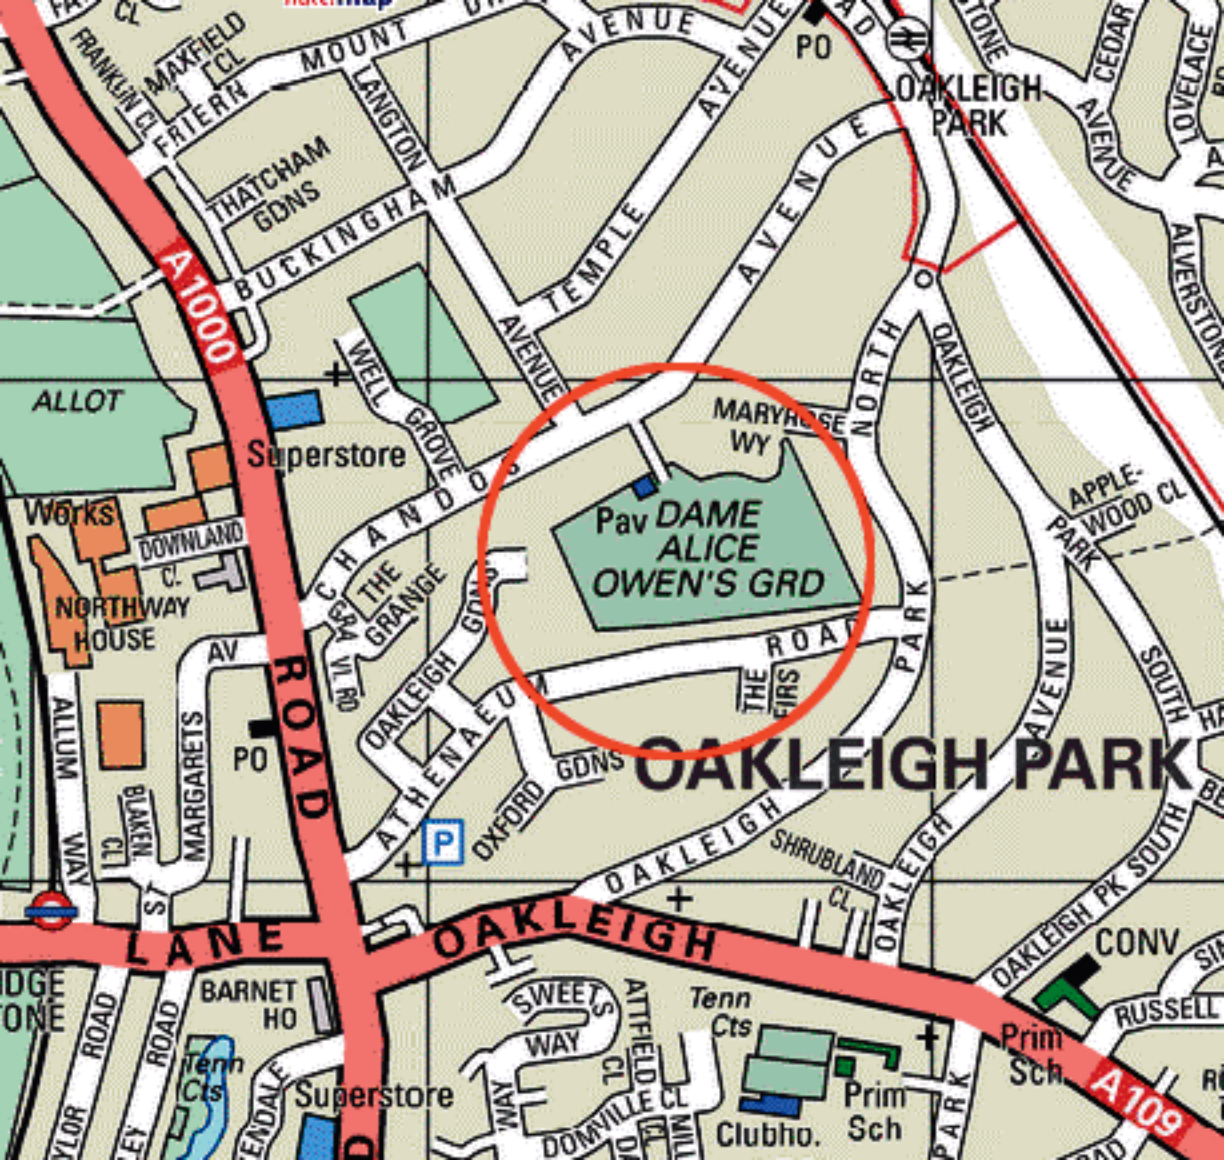 CL
MAXFIELD
CL
FRANKLIN CL
FRIERN
MOUNT
AVENUE
AVENUE
PO
OAKLEIGH
PARK
CEDAR
LOVELACE
AVENUE
LANGTON
AVENUE
THATCHAM
GDNS
BUCKINGHAM
TEMPLE
AVENUE
A1000
ALLOT
WELL GROVE
Superstore
MARYROSE
WY
NORTH
OAKLEIGH
PARK
SOUTH
APPLE-
WOOD CL
Works
DOWNLAND
CL
NORTHWAY
HOUSE
CHANDOS
THE
GRANGE
Pav
DAME
ALICE
OWEN'S GRD
AV
ROAD
ATHENAEUM
ROAD
THE
FIRS
PARK
AVENUE
OAKLEIGH
GDNS
PO
ALLUM
WAY
BLAKEN.
CL
ST
MARGARETS
P
OXFORD
GDNS
OAKLEIGH PARK
OAKLEIGH
SHRUBLAND
CL
OAKLEIGH
OAKLEIGH PK SOUTH
LANE
OAKLEIGH
CONV
RUSSELL
BARNET
HO
ROAD
ROAD
Tenn
Cts
Superstore
SWEETS
WAY
WAY
ATTFIELD
CL
DOMVILLE
CL
Tenn
Cts
Clubho.
Prim
Sch
Prim
Sch
PARK
A109